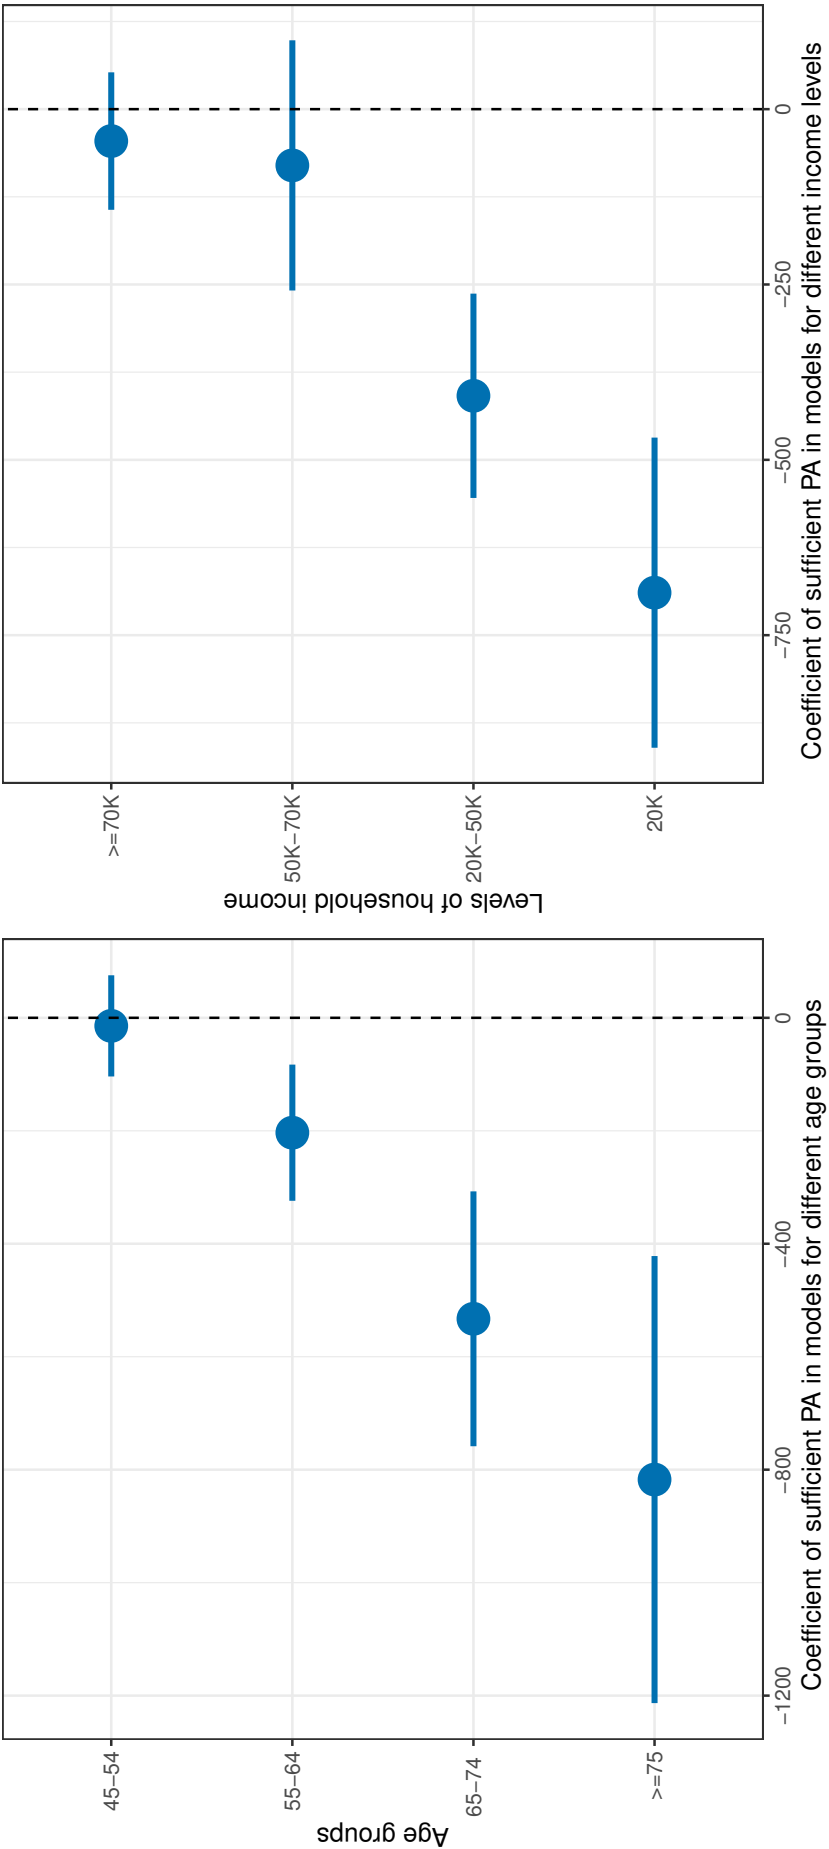 Age groups
45−54
55−64
65−74
>=75
−1200
−800
−400
0
Coefficient of sufficient PA in models for different age groups
Levels of household income
>=70K
50K−70K
20K−50K
20K
−750
−500
−250
0
Coefficient of sufficient PA in models for different income levels